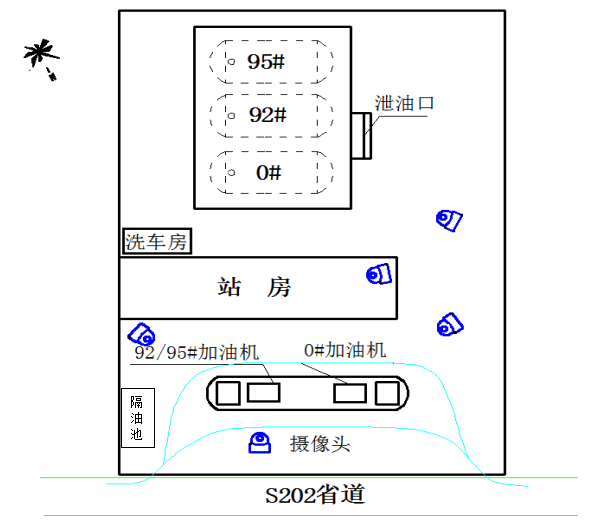 95#
泄油口
92#
0#
洗车房
站 房
92/95#加油机
0#加油机
隔
油
池
摄像头
S202省道